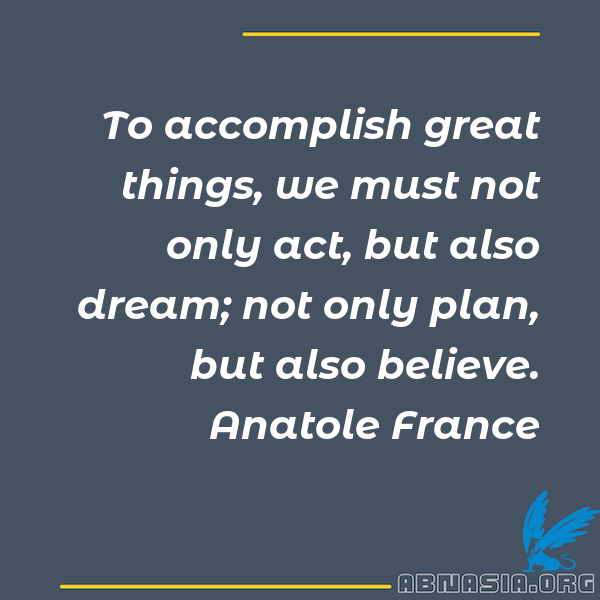 To accomplish great
things, we must not
only act, but also
dream; not only plan,
but also believe.
Anatole France
ABNASIA.ORG